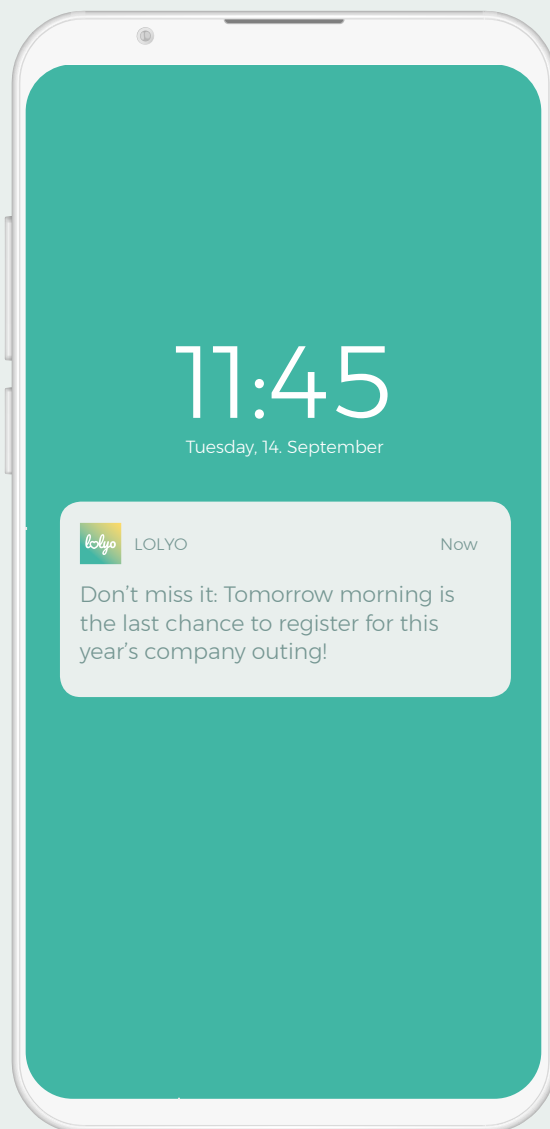 11:45
Tuesday, 14. September
lolyo
LOLYO
Now
Don't miss it: Tomorrow morning is
the last chance to register for this
year's company outing!